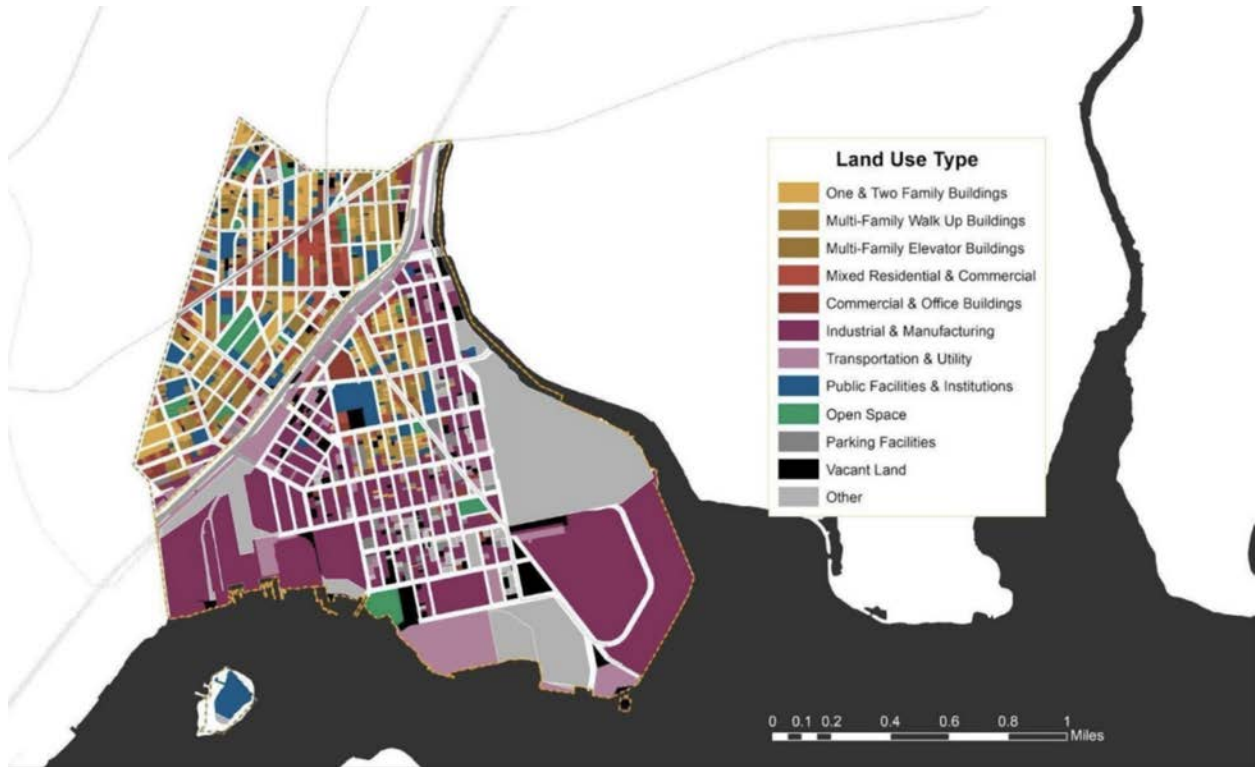 Land Use Type
One & Two Family Buildings
Multi-Family Walk Up Buildings
Multi-Family Elevator Buildings
Mixed Residential & Commercial
Commercial & Office Buildings
Industrial & Manufacturing
Transportation & Utility
Public Facilities & Institutions
Open Space
Parking Facilities
Vacant Land
Other
0 0.1 0.2 0.4 0.6 0.8 1
Miles